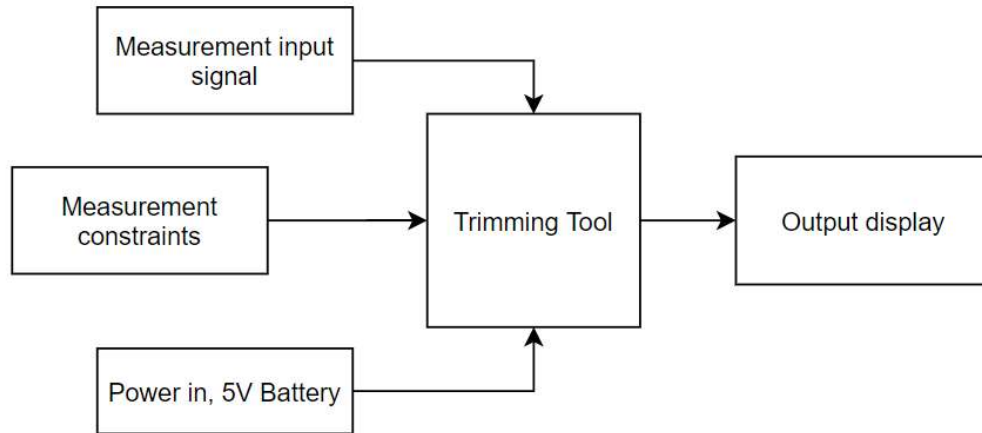 Measurement input
signal
Measurement
constraints
Trimming Tool
Output display
Power in, 5V Battery